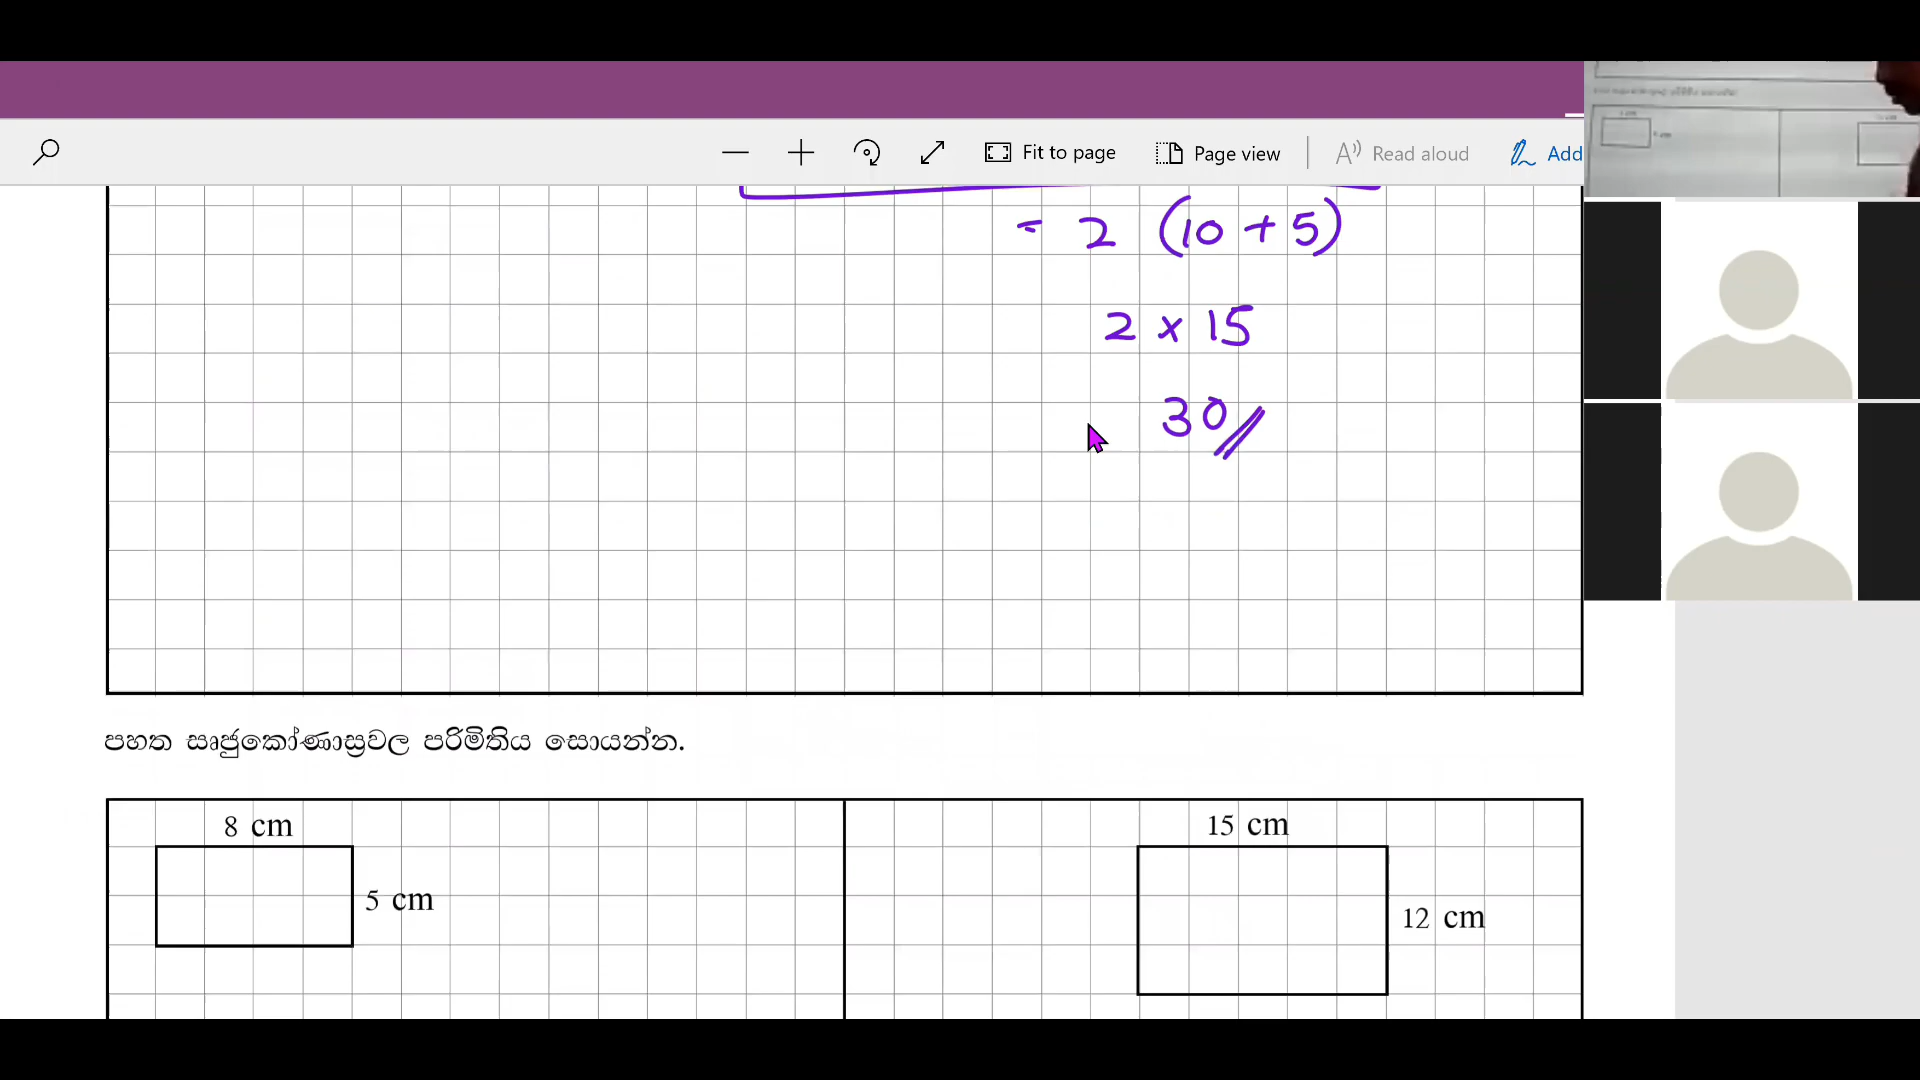 Fit to page
Page view
Read aloud
Add
= 2 (10 + 5)
2 × 15
30//
පහත සෘජුකෝණාස්‍රවල පරිමිතිය සොයන්න.
8 cm
5 cm
15 cm
12 cm